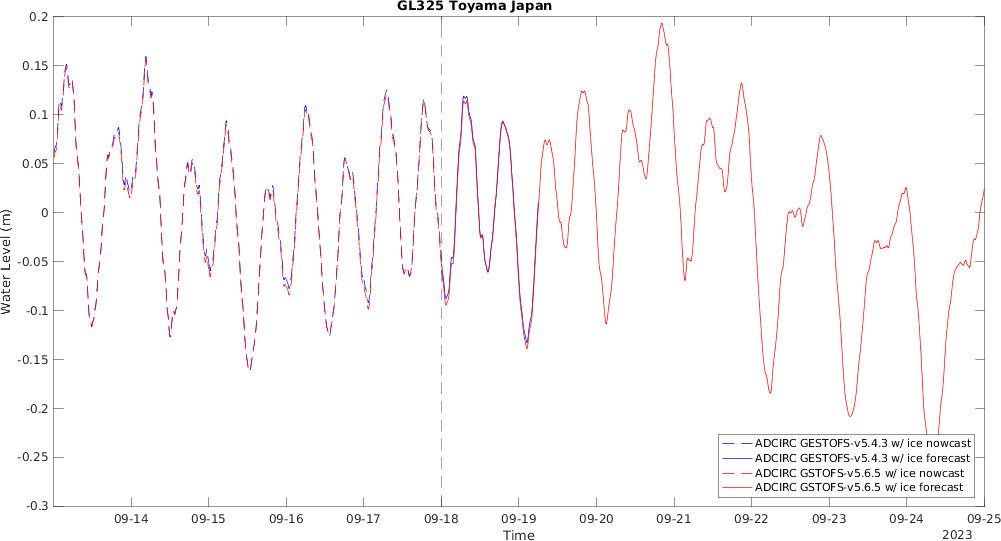 GL325 Toyama Japan
0.2
0.15
0.1
0.05
0
-0.05
-0.1
-0.15
-0.2
-0.25
-0.3
Water Level (m)
ADCIRC GESTOFS-v5.4.3 w/ ice nowcast
ADCIRC GESTOFS-v5.4.3 w/ ice forecast
ADCIRC GSTOFS-v5.6.5 w/ ice nowcast
ADCIRC GSTOFS-v5.6.5 w/ ice forecast
09-14 09-15 09-16 09-17 09-18 09-19 09-20 09-21 09-22 09-23 09-24 09-25
Time
2023